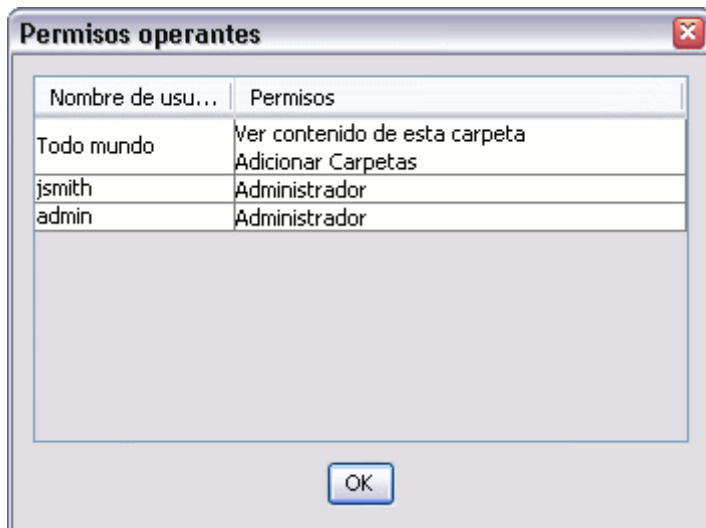 Permisos operantes
Nombre de usu... Permisos
Todo mundo Ver contenido de esta carpeta
Adicionar Carpetas
jsmith Administrador
admin Administrador
OK